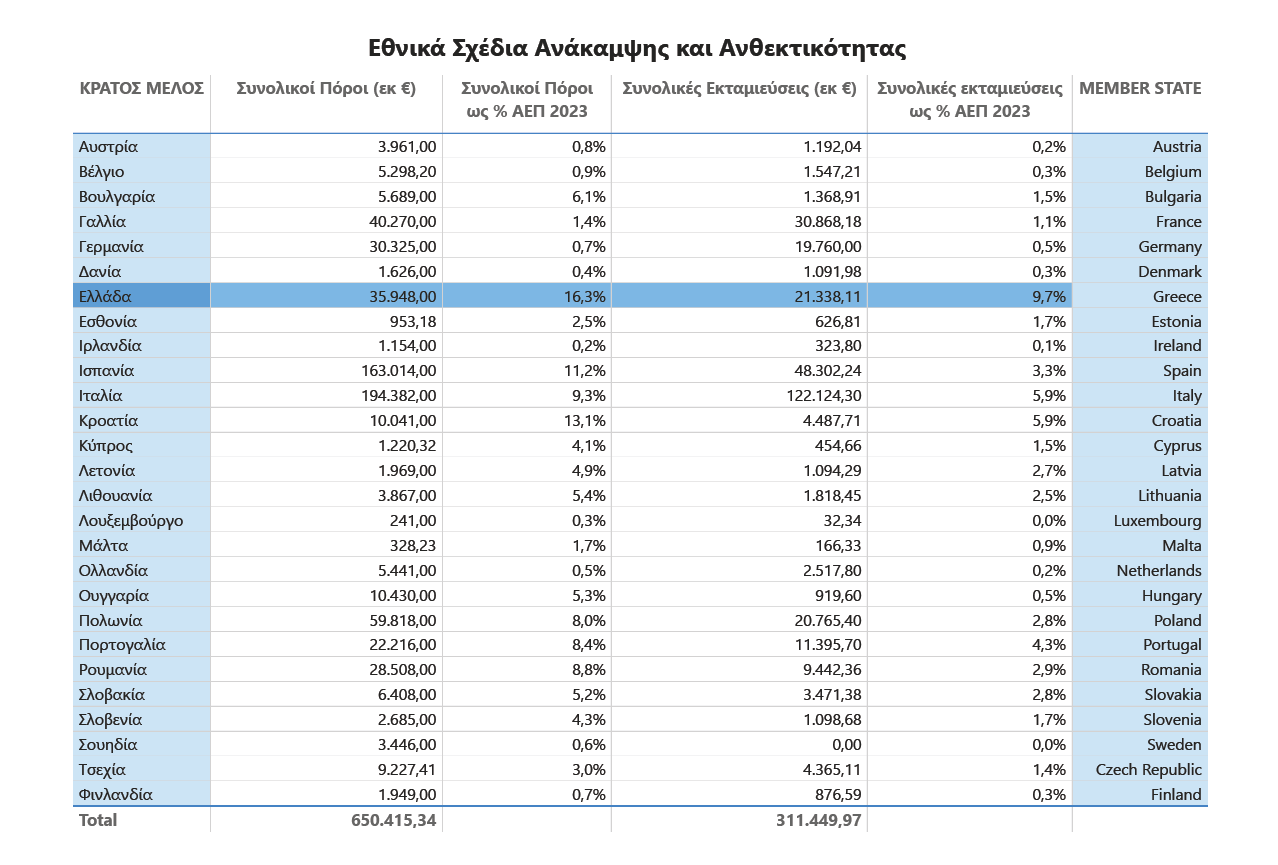 Εθνικά Σχέδια Ανάκαμψης και Ανθεκτικότητας
ΚΡΑΤΟΣ ΜΕΛΟΣ Συνολικοί Πόροι (εκ €) Συνολικοί Πόροι Συνολικές Εκταμιεύσεις (εκ €) Συνολικές εκταμιεύσεις MEMBER STATE
ως % ΑΕΠ 2023 ως % ΑΕΠ 2023
Αυστρία 3.961,00 0,8% 1.192,04 0,2% Austria
Βέλγιο 5.298,20 0,9% 1.547,21 0,3% Belgium
Βουλγαρία 5.689,00 6,1% 1.368,91 1,5% Bulgaria
Γαλλία 40.270,00 1,4% 30.868,18 1,1% France
Γερμανία 30.325,00 0,7% 19.760,00 0,5% Germany
Δανία 1.626,00 0,4% 1.091,98 0,3% Denmark
Ελλάδα 35.948,00 16,3% 21.338,11 9,7% Greece
Εσθονία 953,18 2,5% 626,81 1,7% Estonia
Ιρλανδία 1.154,00 0,2% 323,80 0,1% Ireland
Ισπανία 163.014,00 11,2% 48.302,24 3,3% Spain
Ιταλία 194.382,00 9,3% 122.124,30 5,9% Italy
Κροατία 10.041,00 13,1% 4.487,71 5,9% Croatia
Κύπρος 1.220,32 4,1% 454,66 1,5% Cyprus
Λετονία 1.969,00 4,9% 1.094,29 2,7% Latvia
Λιθουανία 3.867,00 5,4% 1.818,45 2,5% Lithuania
Λουξεμβούργο 241,00 0,3% 32,34 0,0% Luxembourg
Μάλτα 328,23 1,7% 166,33 0,9% Malta
Ολλανδία 5.441,00 0,5% 2.517,80 0,2% Netherlands
Ουγγαρία 10.430,00 5,3% 919,60 0,5% Hungary
Πολωνία 59.818,00 8,0% 20.765,40 2,8% Poland
Πορτογαλία 22.216,00 8,4% 11.395,70 4,3% Portugal
Ρουμανία 28.508,00 8,8% 9.442,36 2,9% Romania
Σλοβακία 6.408,00 5,2% 3.471,38 2,8% Slovakia
Σλοβενία 2.685,00 4,3% 1.098,68 1,7% Slovenia
Σουηδία 3.446,00 0,6% 0,00 0,0% Sweden
Τσεχία 9.227,41 3,0% 4.365,11 1,4% Czech Republic
Φινλανδία 1.949,00 0,7% 876,59 0,3% Finland
Total 650.415,34 311.449,97